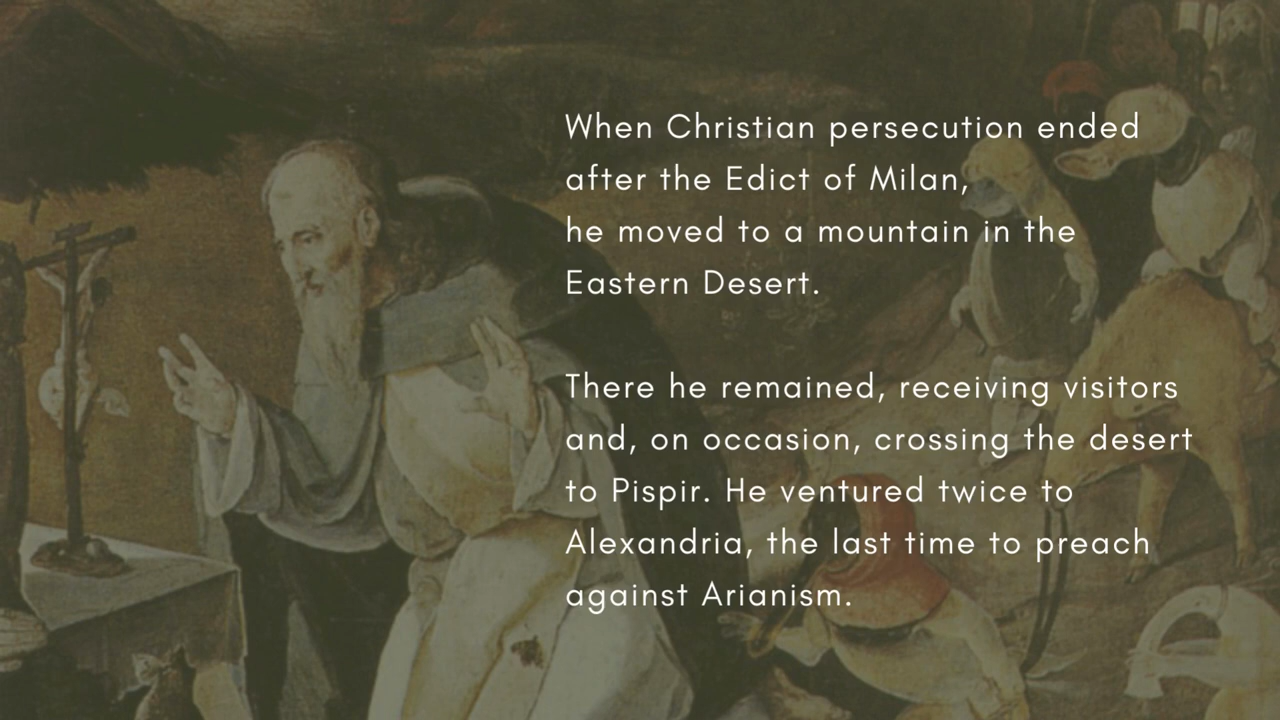 When Christian persecution ended
after the Edict of Milan,
he moved to a mountain in the
Eastern Desert.
There he remained, receiving visitors
and, on occasion, crossing the desert
to Pispir. He ventured twice to
Alexandria, the last time to preach
against Arianism.